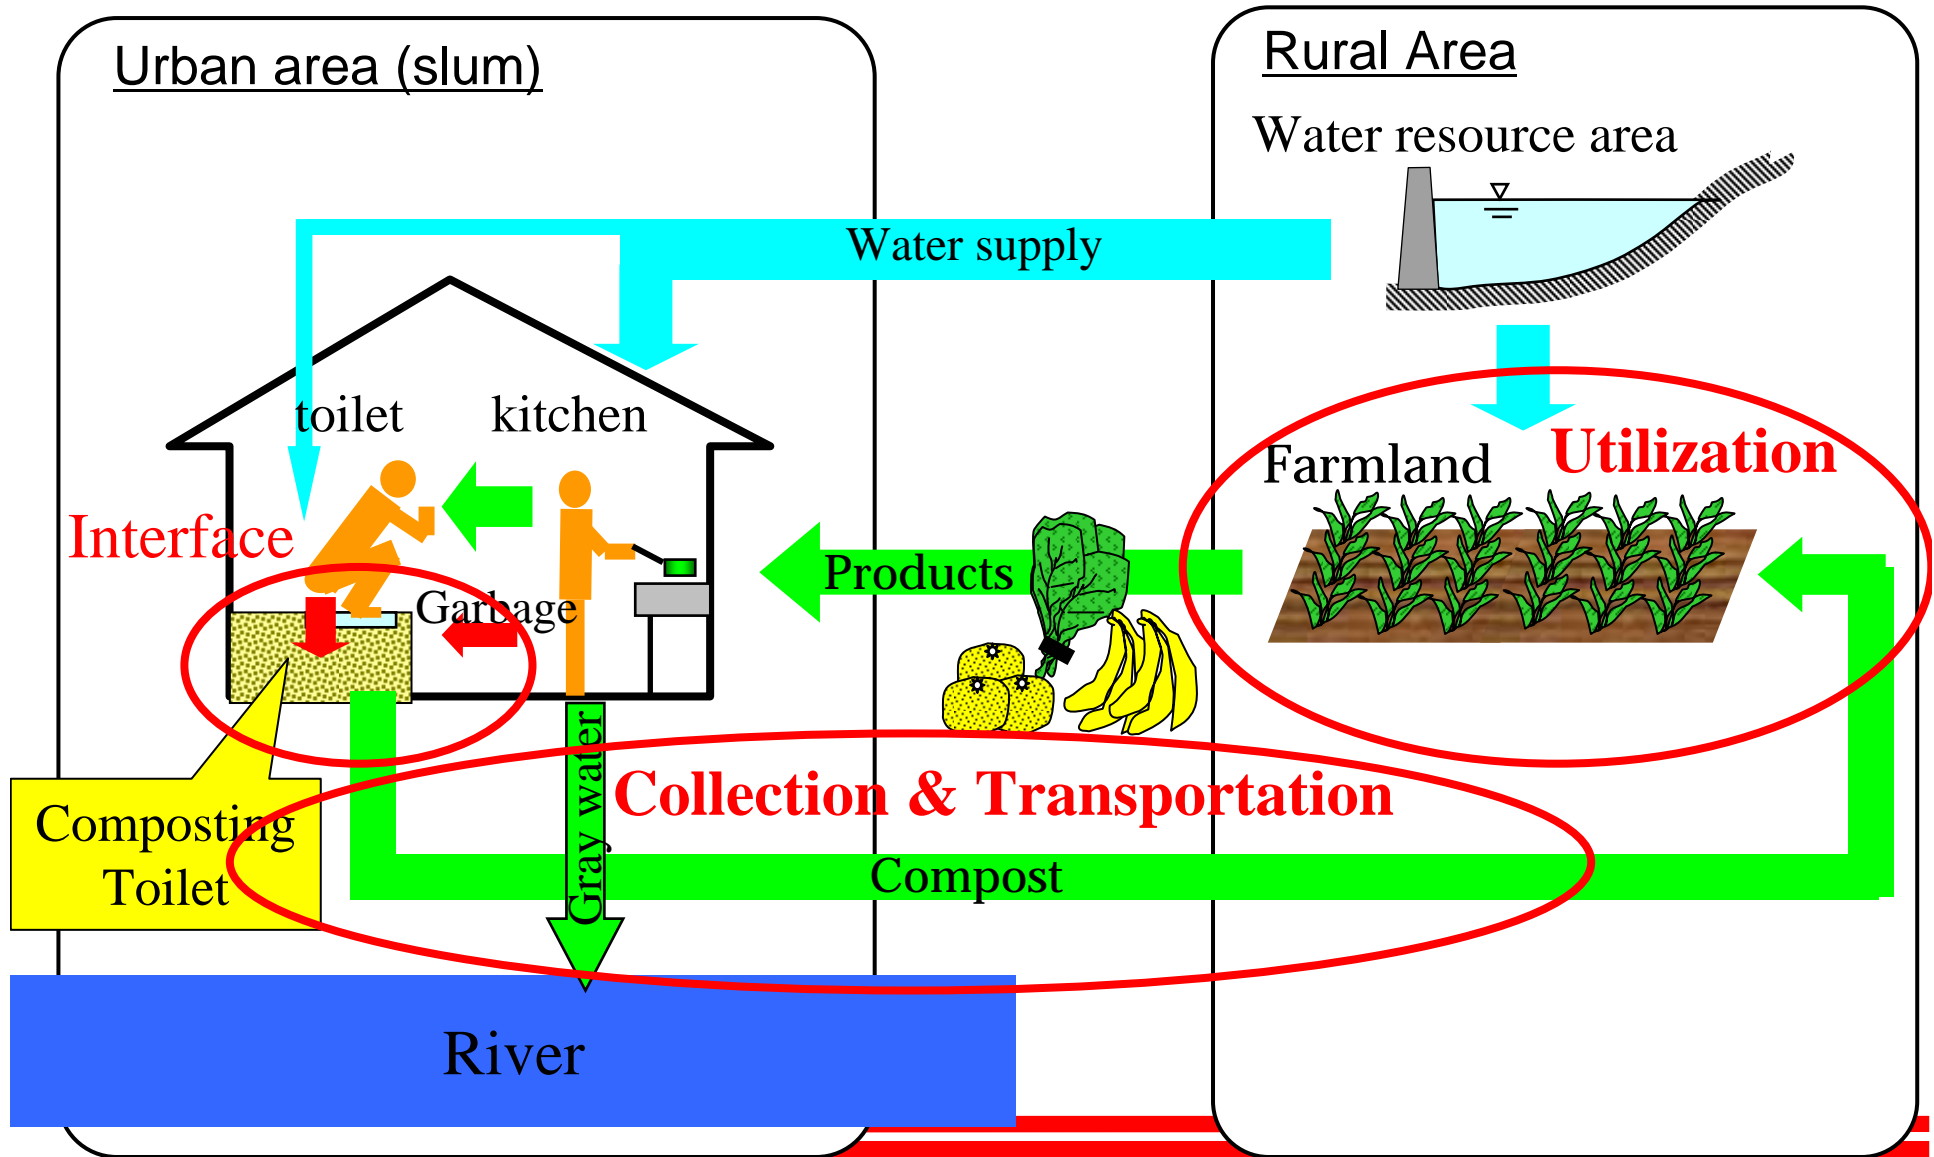 Urban area (slum)
Rural Area
Water resource area
Water supply
toilet
kitchen
Farmland
Utilization
Interface
Products
Garbage
Gray water
Collection & Transportation
Composting
Toilet
Compost
River